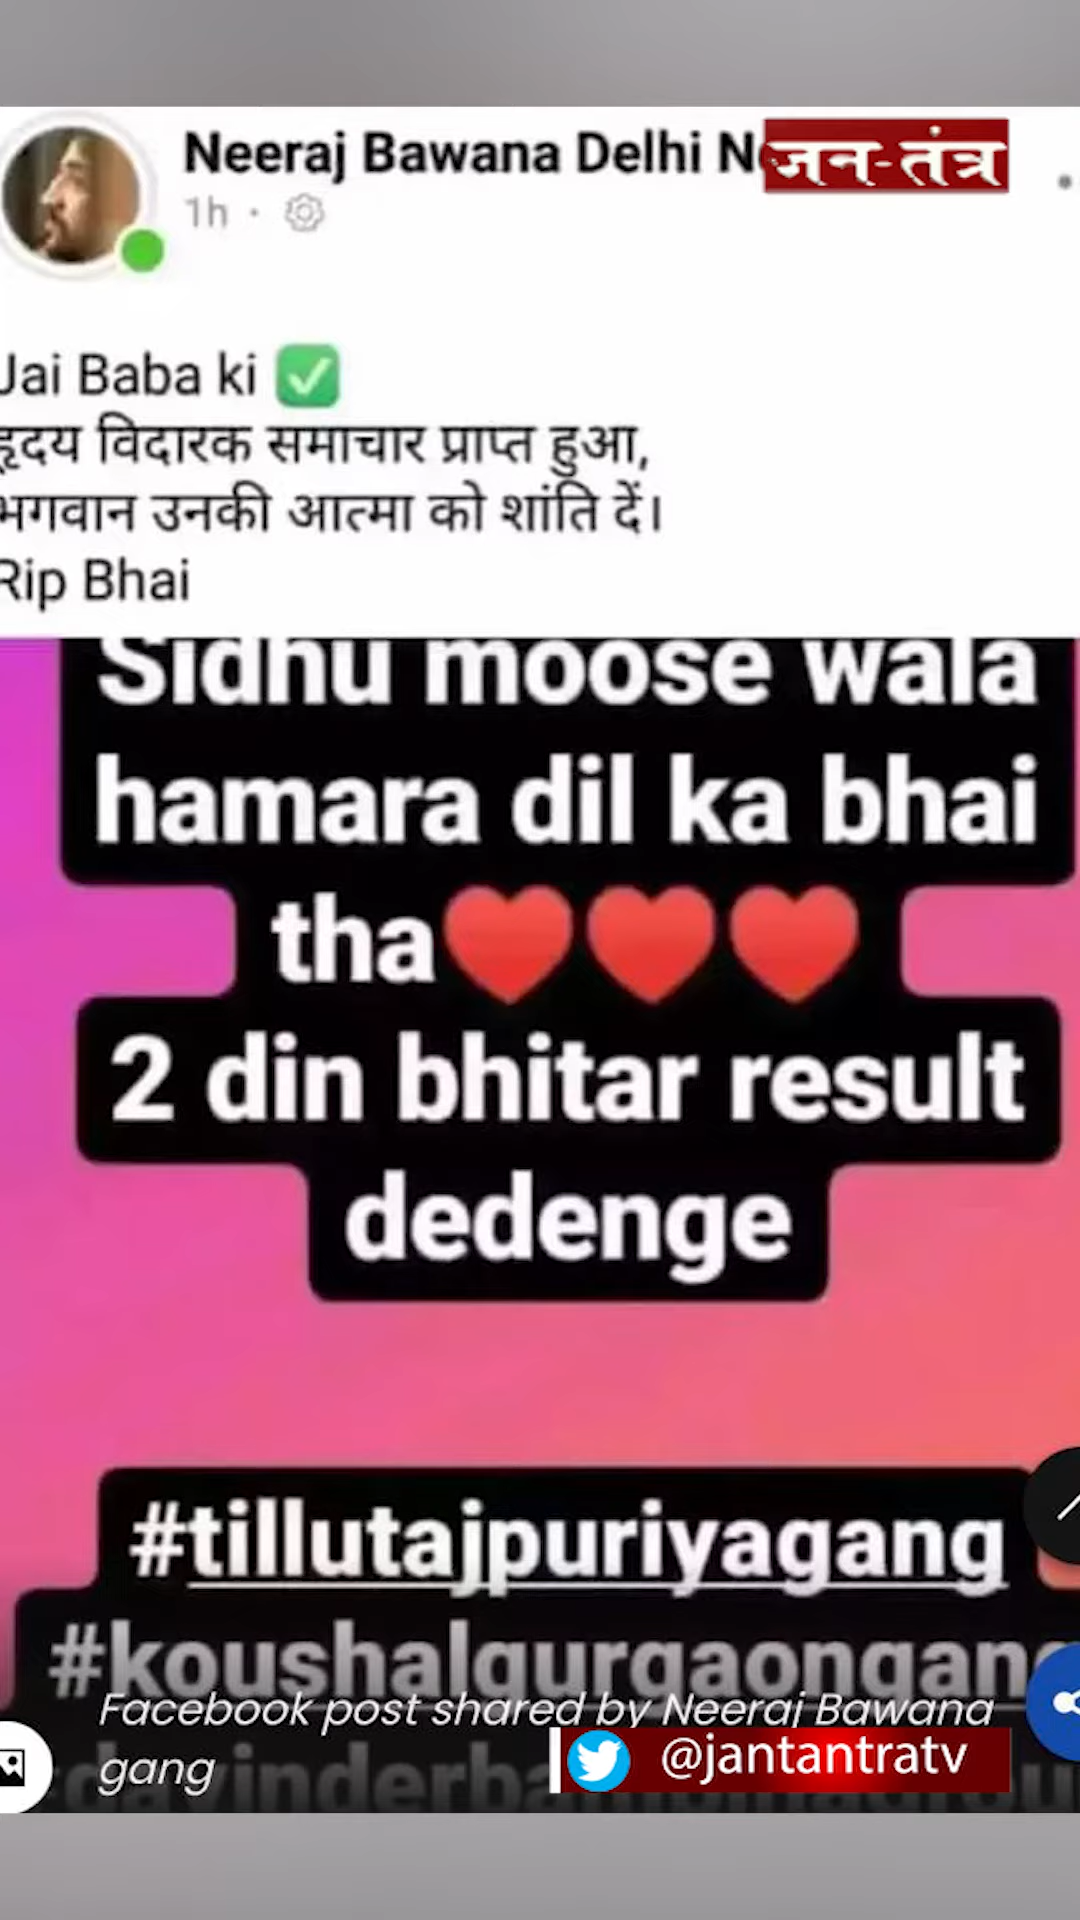 Neeraj Bawana Delhi N
जन-तंत्र
1h
Jai Baba ki ✅
हृदय विदारक समाचार प्राप्त हुआ,
भगवान उनकी आत्मा को शांति दें।
Rip Bhai
Sidhu moose wala
hamara dil ka bhai
tha❤️❤️❤️
2 din bhitar result
dedenge
#tillutajpuriyagang
#koushalgurgaongang
Facebook post shared by Neeraj Bawana
gang
@jantantratv